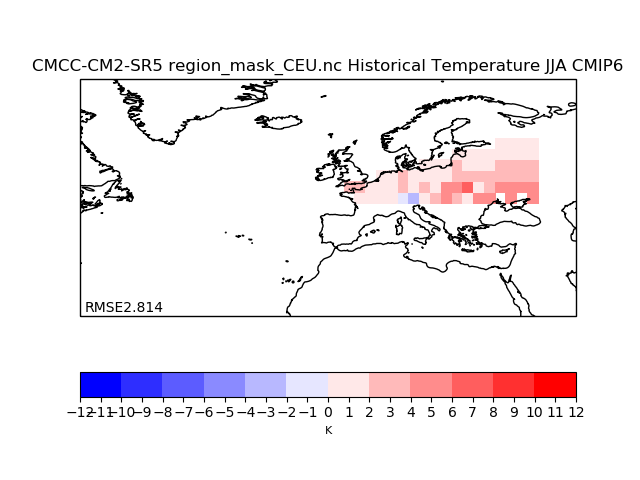 CMCC-CM2-SR5 region_mask_CEU.nc Historical Temperature JJA CMIP6
RMSE2.814
−12 −11 −10 −9 −8 −7 −6 −5 −4 −3 −2 −1 0 1 2 3 4 5 6 7 8 9 10 11 12
K